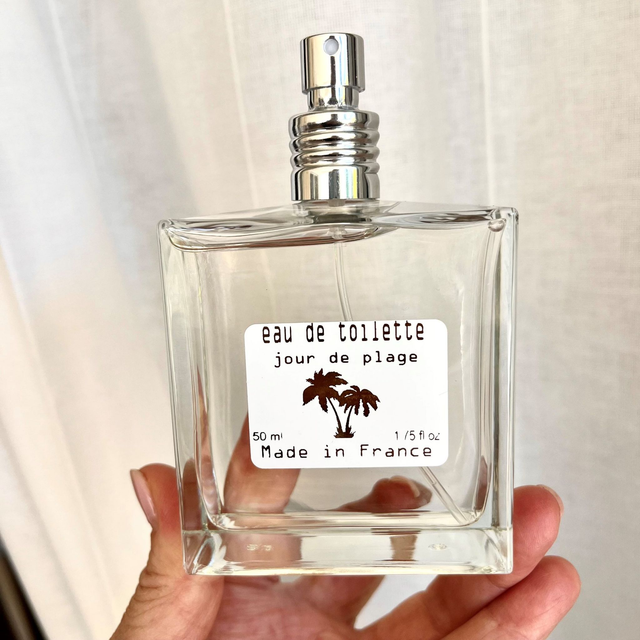 eau de toilette
jour de plage
50 ml 1 /5 fl oz
Made in France